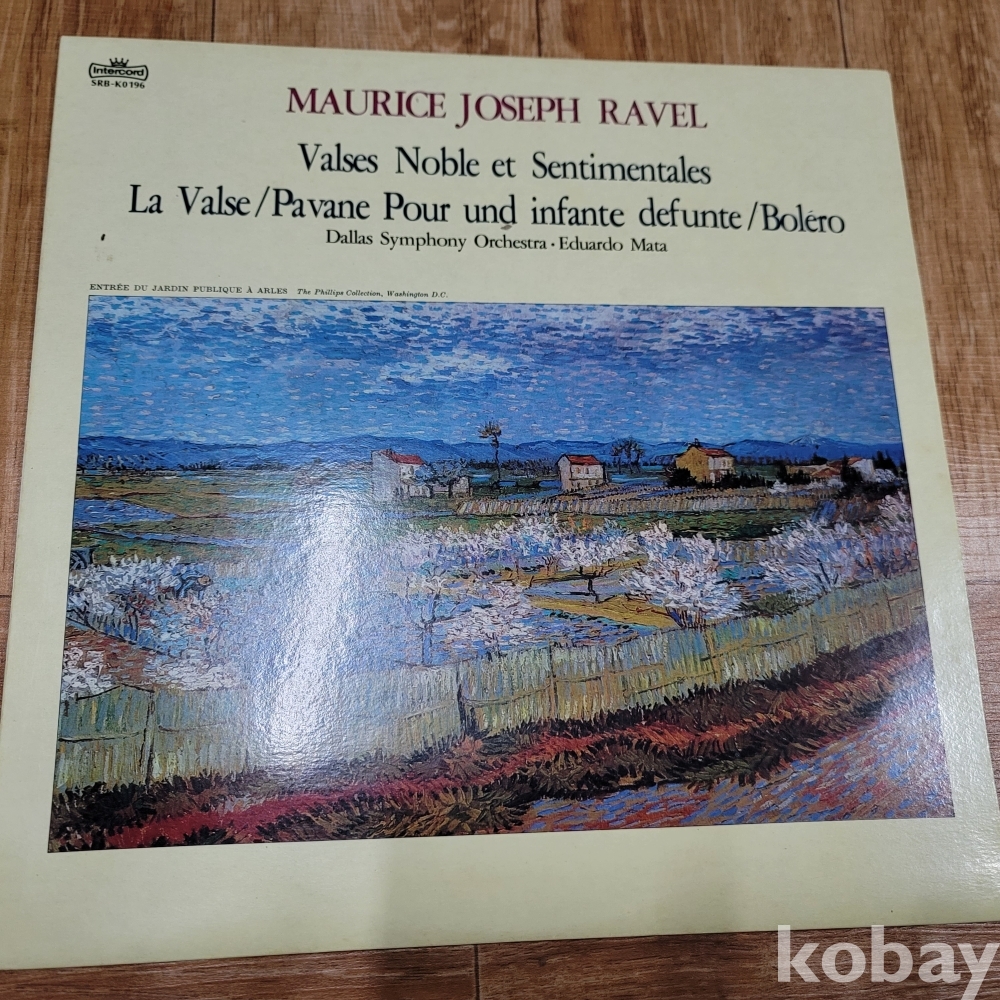 Intercord
SRB-K0196
MAURICE JOSEPH RAVEL
Valses Noble et Sentimentales
La Valse/Pavane Pour und infante defunte/Boléro
Dallas Symphony Orchestra · Eduardo Mata
ENTRÉE DU JARDIN PUBLIQUE À ARLES The Phillips Collection, Washington D.C.
kobay